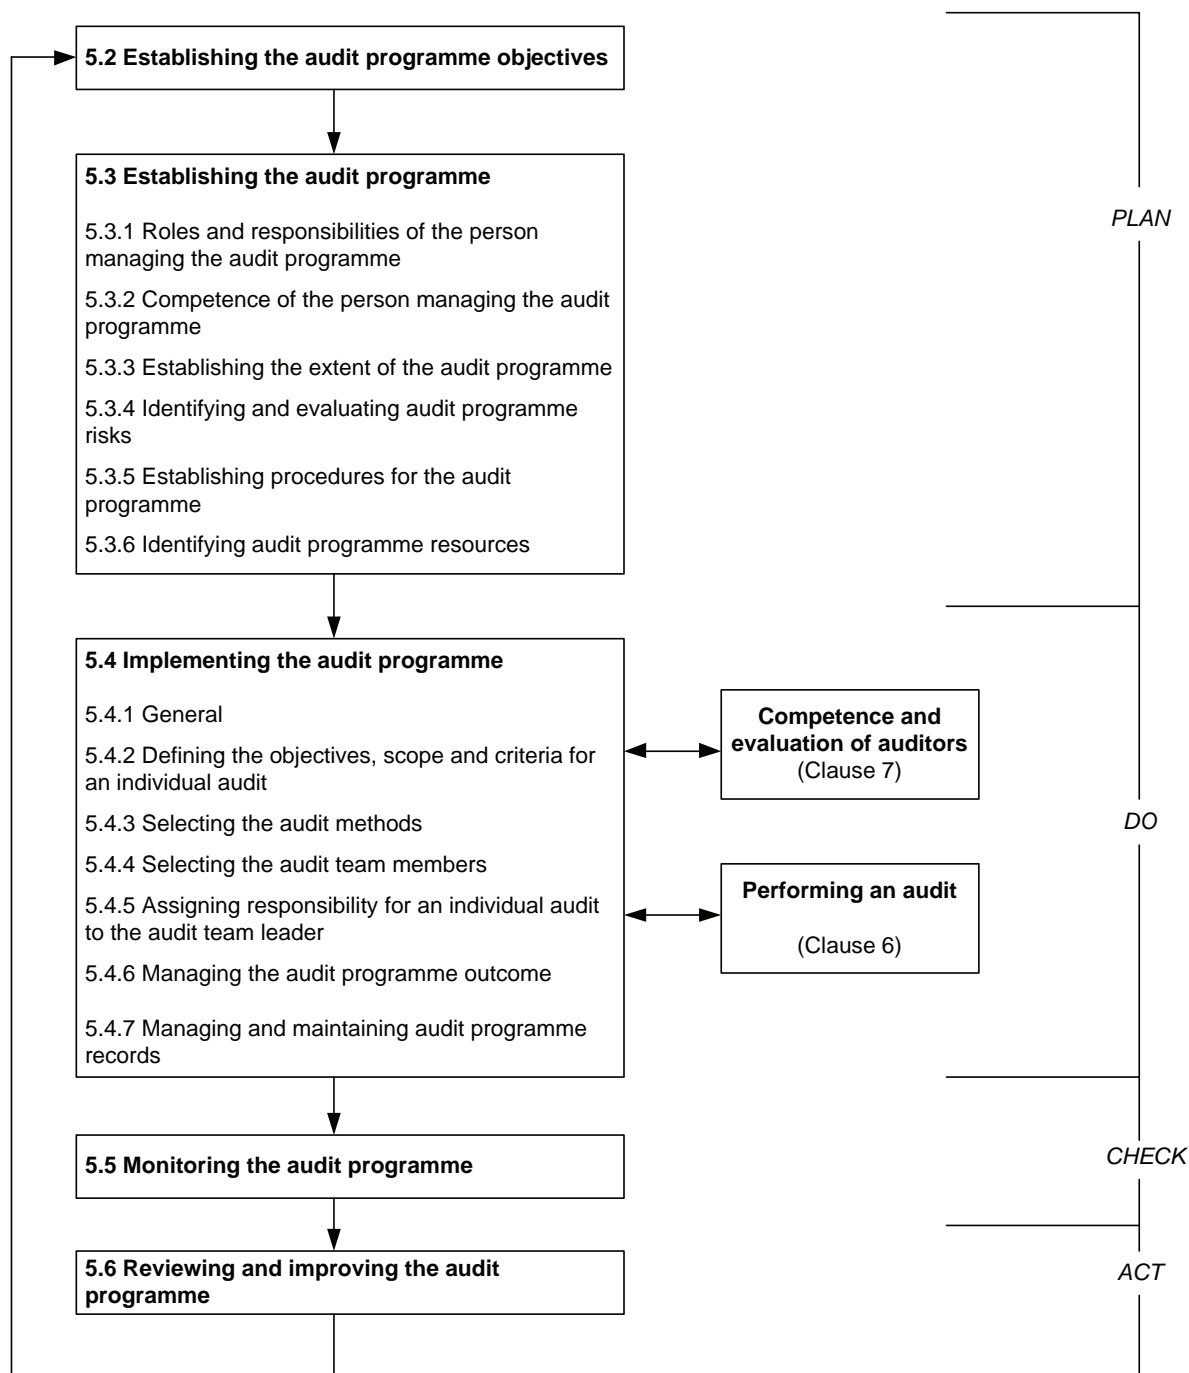 5.2 Establishing the audit programme objectives
5.3 Establishing the audit programme
5.3.1 Roles and responsibilities of the person
managing the audit programme
5.3.2 Competence of the person managing the audit
programme
5.3.3 Establishing the extent of the audit programme
5.3.4 Identifying and evaluating audit programme
risks
5.3.5 Establishing procedures for the audit
programme
5.3.6 Identifying audit programme resources
PLAN
5.4 Implementing the audit programme
5.4.1 General
5.4.2 Defining the objectives, scope and criteria for
an individual audit
5.4.3 Selecting the audit methods
5.4.4 Selecting the audit team members
5.4.5 Assigning responsibility for an individual audit
to the audit team leader
5.4.6 Managing the audit programme outcome
5.4.7 Managing and maintaining audit programme
records
Competence and
evaluation of auditors
(Clause 7)
Performing an audit
(Clause 6)
DO
5.5 Monitoring the audit programme
CHECK
5.6 Reviewing and improving the audit
programme
ACT